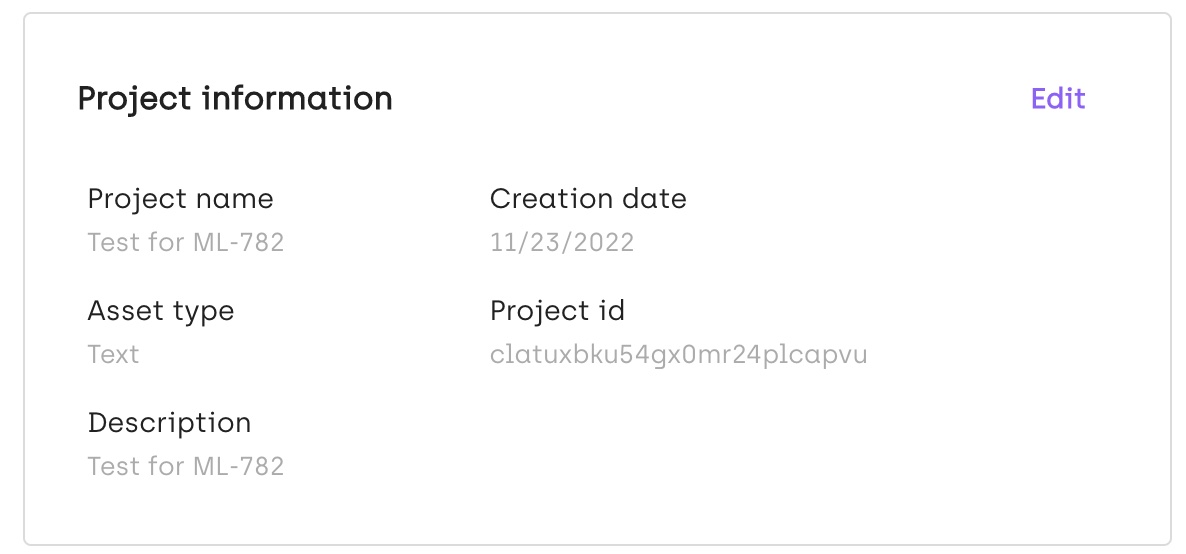 Project information
Edit
Project name
Creation date
Test for ML-782
11/23/2022
Asset type
Project id
Text
clatuxbku54gx0mr24plcapvu
Description
Test for ML-782